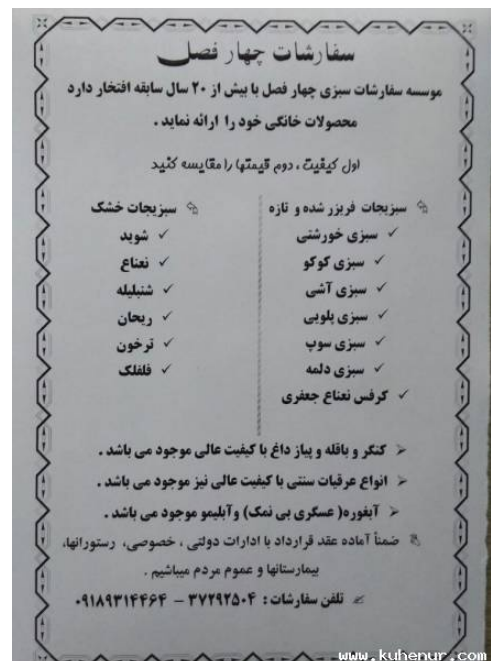 سفارشات چهار فصل
موسسه سفارشات سبزی چهار فصل با بیش از ۲۰ سال سابقه افتخار دارد
محصولات خانگی خود را ارائه نماید .
اول کیفیت ، دوم قیمتها را مقایسه کنید
سبزیجات فریزر شده و تازه
✓ سبزی خورشتی
✓ سبزی کوکو
✓ سبزی آشی
✓ سبزی پلویی
✓ سبزی سوپ
✓ سبزی دلمه
✓ کرفس نعناع جعفری
سبزیجات خشک
✓ شوید
✓ نعناع
✓ شنبلیله
✓ ریحان
✓ ترخون
✓ فلفلک
کنگر و باقله و پیاز داغ با کیفیت عالی موجود می باشد .
انواع عرقیات سنتی با کیفیت عالی نیز موجود می باشد .
آبغوره( عسگری بی نمک) وآبلیمو موجود می باشد .
ضمناً آماده عقد قرارداد با ادارات دولتی ، خصوصی، رستورانها،
بیمارستانها و عموم مردم میباشیم .
تلفن سفارشات : ۳۷۲۹۲۵۰۴ – ۰۹۱۸۹۳۱۴۴۶۴
www.kuhenur.com